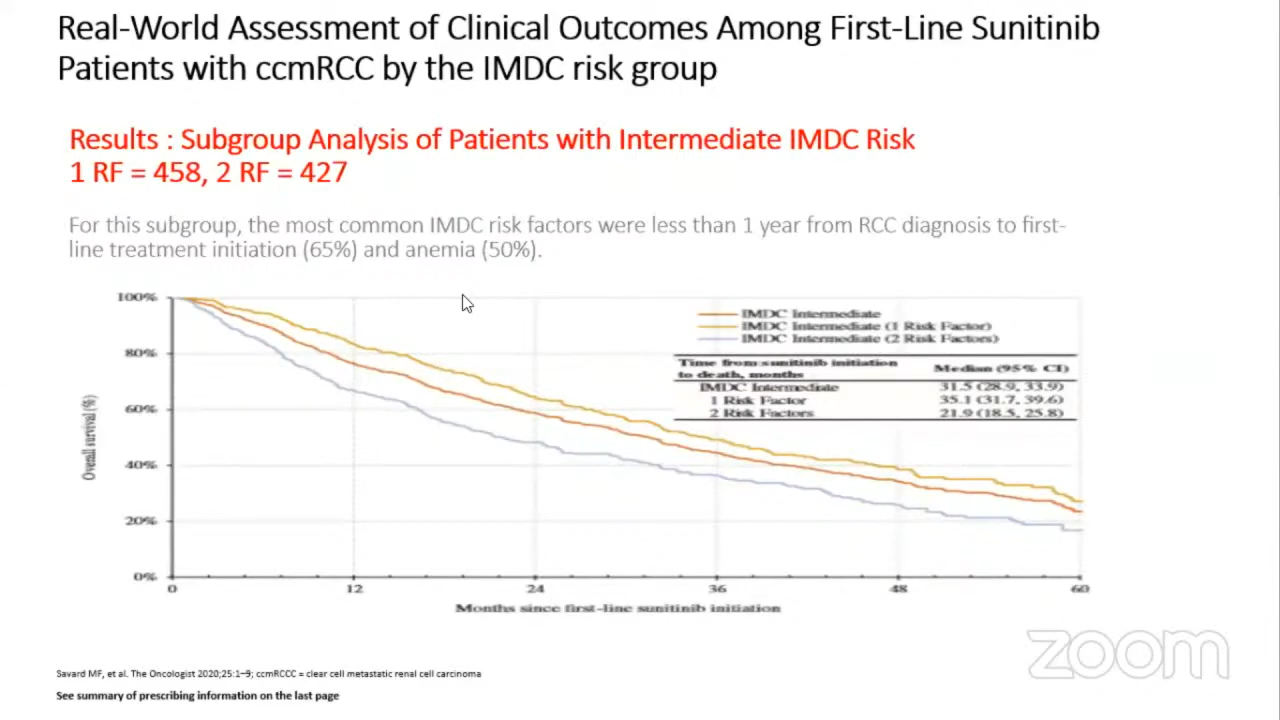 Real-World Assessment of Clinical Outcomes Among First-Line Sunitinib
Patients with ccmRCC by the IMDC risk group
Results : Subgroup Analysis of Patients with Intermediate IMDC Risk
1 RF = 458, 2 RF = 427
For this subgroup, the most common IMDC risk factors were less than 1 year from RCC diagnosis to first-
line treatment initiation (65%) and anemia (50%).
100%
80%
60%
40%
20%
0%
Overall survival (%)
IMDC Intermediate
IMDC Intermediate (1 Risk Factor)
IMDC Intermediate (2 Risk Factors)
Time from sunitinib initiation
to death, months
Median (95% CI)
IMDC Intermediate 31.5 (28.9, 33.9)
1 Risk Factor 35.1 (31.7, 39.6)
2 Risk Factors 21.9 (18.5, 25.8)
0 12 24 36 48 60
Months since first-line sunitinib initiation
zoom
Savard MF, et al. The Oncologist 2020;25:1–9; ccmRCCC = clear cell metastatic renal cell carcinoma
See summary of prescribing information on the last page